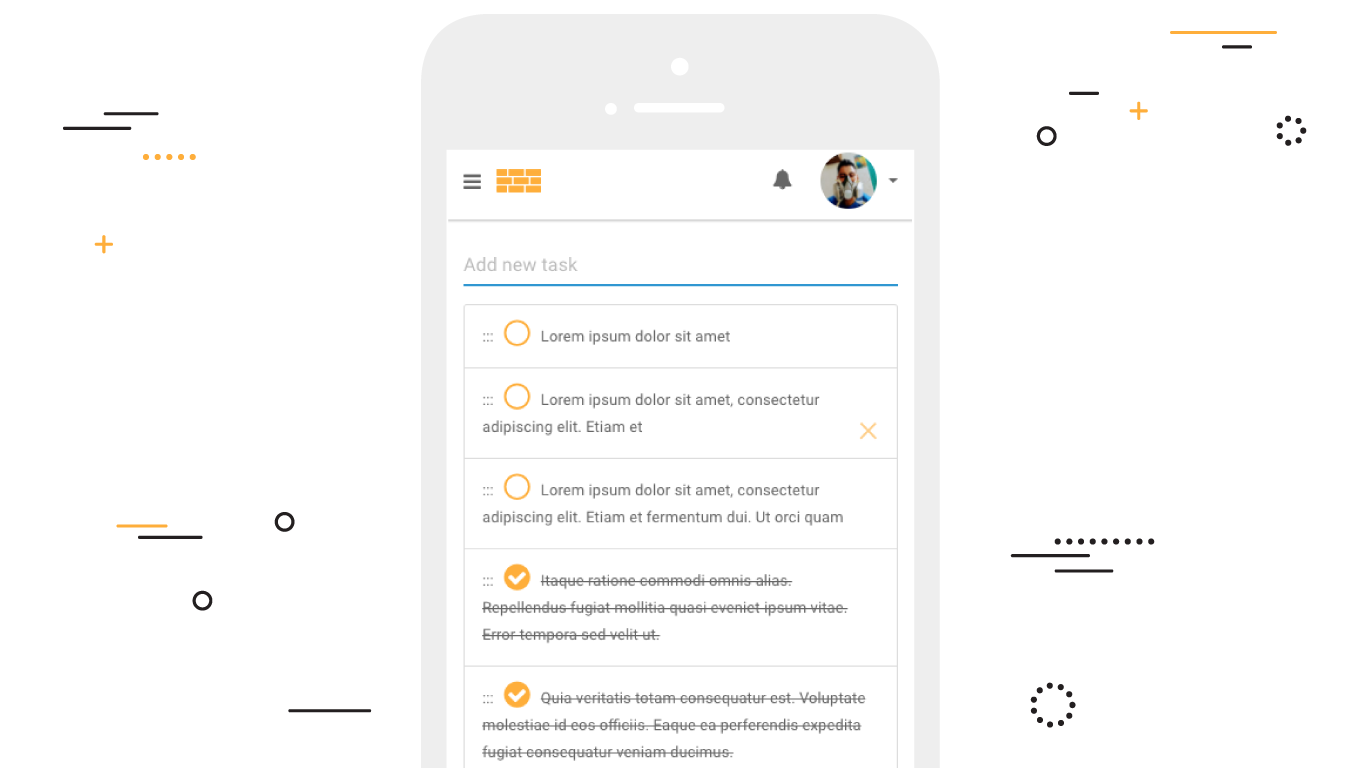 Add new task
::: Lorem ipsum dolor sit amet
::: Lorem ipsum dolor sit amet, consectetur
adipiscing elit. Etiam et
::: Lorem ipsum dolor sit amet, consectetur
adipiscing elit. Etiam et fermentum dui. Ut orci quam
::: Itaque ratione commodi omnis alias.
Repellendus fugiat mollitia quasi eveniet ipsum vitae.
Error tempora sed velit ut.
::: Quia veritatis totam consequatur est. Voluptate
molestiae id eos officiis. Eaque ea perferendis expedita
fugiat consequatur veniam ducimus.